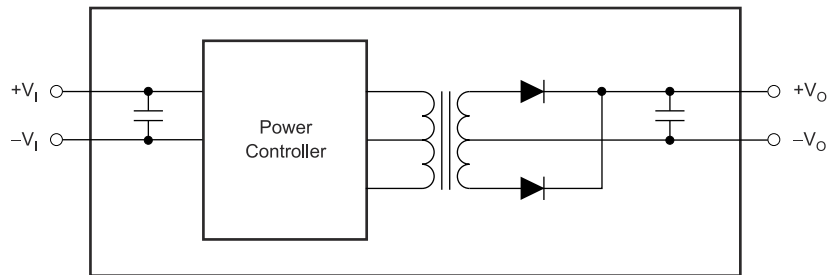 +V_I
−V_I
Power
Controller
+V_O
−V_O